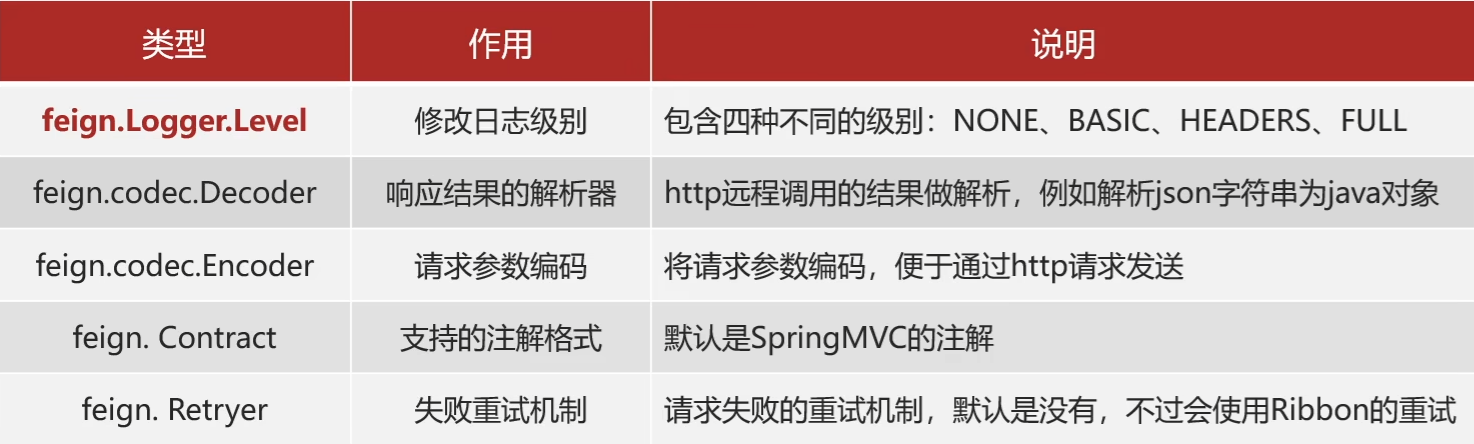 类型 作用 说明
feign.Logger.Level 修改日志级别 包含四种不同的级别：NONE、BASIC、HEADERS、FULL
feign.codec.Decoder 响应结果的解析器 http远程调用的结果做解析，例如解析json字符串为java对象
feign.codec.Encoder 请求参数编码 将请求参数编码，便于通过http请求发送
feign. Contract 支持的注解格式 默认是SpringMVC的注解
feign. Retryer 失败重试机制 请求失败的重试机制，默认是没有，不过会使用Ribbon的重试